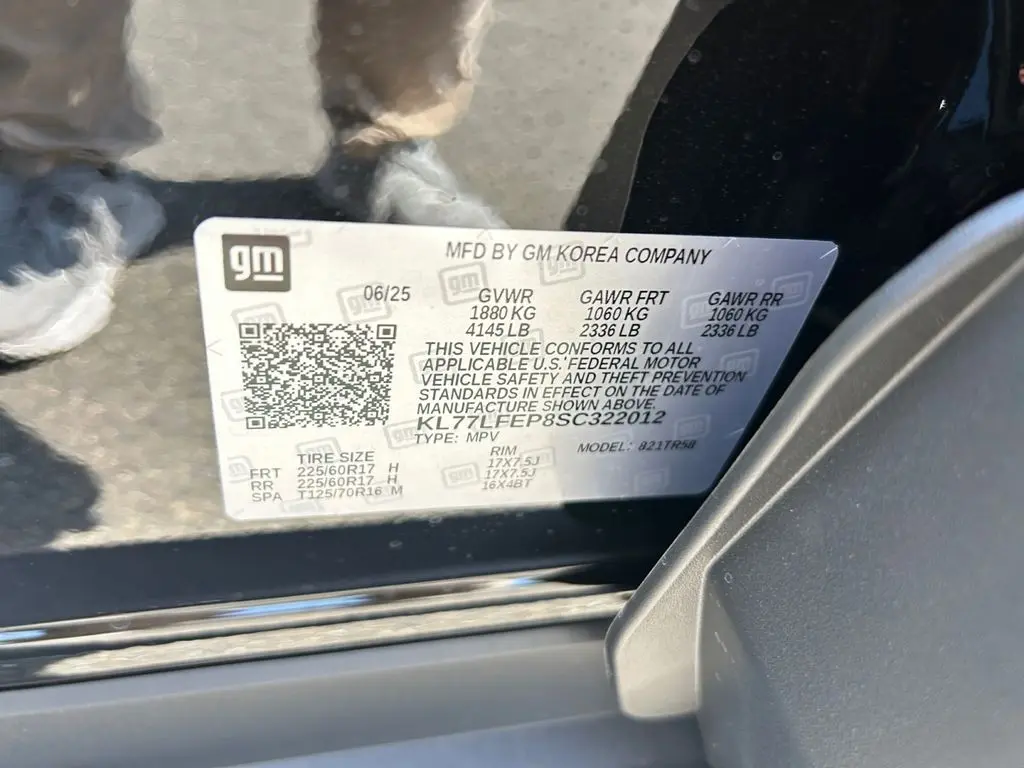 gm
MFD BY GM KOREA COMPANY
06/25 GVWR GAWR FRT GAWR RR
1880 KG 1060 KG 1060 KG
4145 LB 2336 LB 2336 LB
THIS VEHICLE CONFORMS TO ALL
APPLICABLE U.S. FEDERAL MOTOR
VEHICLE SAFETY AND THEFT PREVENTION
STANDARDS IN EFFECT ON THE DATE OF
MANUFACTURE SHOWN ABOVE.
KL77LFEP8SC322012
TYPE: MPV MODEL: 821TR58
TIRE SIZE RIM
FRT 225/60R17 H 17X7.5J
RR 225/60R17 H 17X7.5J
SPA T125/70R16 M 16X4BT